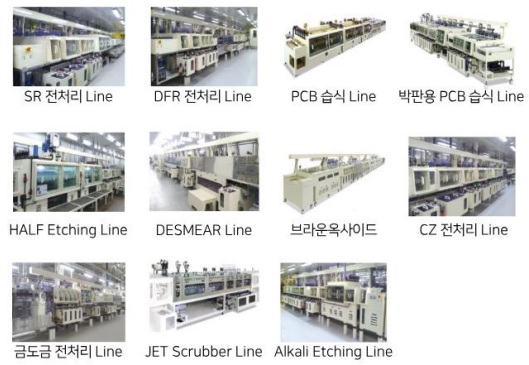 SR 전처리 Line
DFR 전처리 Line
PCB 습식 Line
박판용 PCB 습식 Line
HALF Etching Line
DESMEAR Line
브라운옥사이드
CZ 전처리 Line
금도금 전처리 Line
JET Scrubber Line
Alkali Etching Line